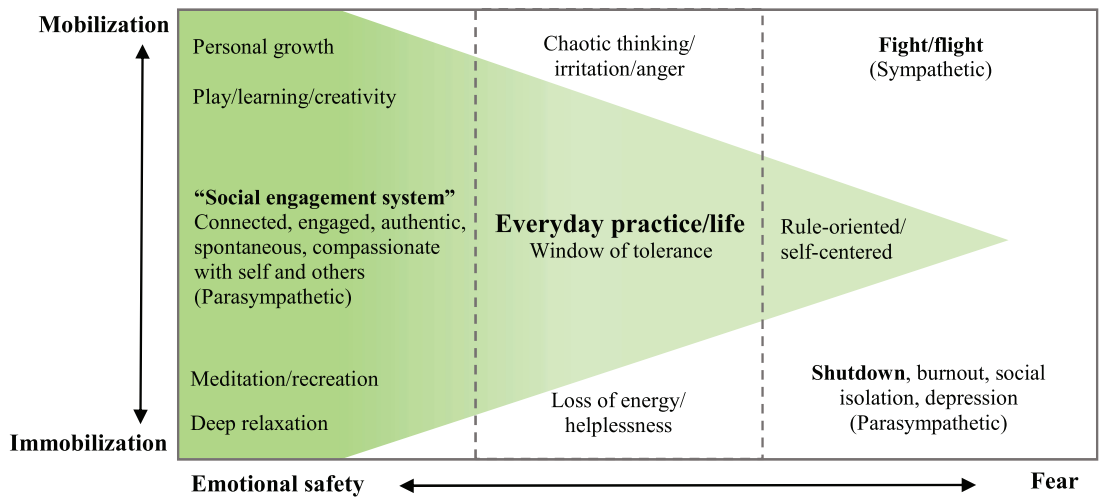 Mobilization
Personal growth
Play/learning/creativity
“Social engagement system”
Connected, engaged, authentic,
spontaneous, compassionate
with self and others
(Parasympathetic)
Meditation/recreation
Deep relaxation
Immobilization
Chaotic thinking/
irritation/anger
Everyday practice/life
Window of tolerance
Loss of energy/
helplessness
Fight/flight
(Sympathetic)
Rule-oriented/
self-centered
Shutdown, burnout, social
isolation, depression
(Parasympathetic)
Emotional safety
Fear